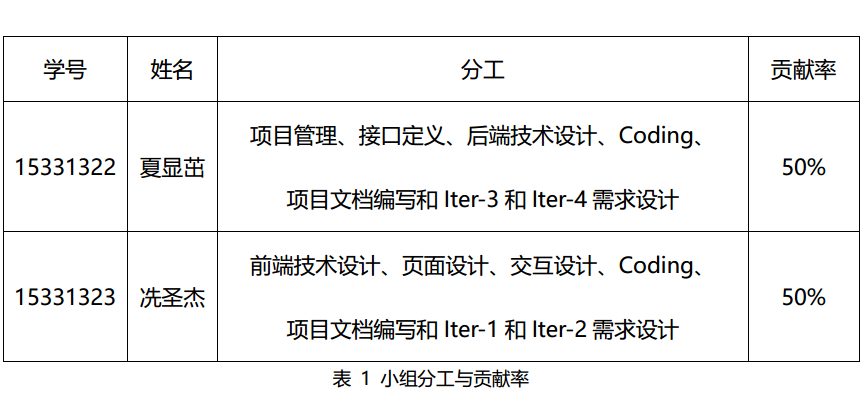 学号 姓名 分工 贡献率
项目管理、接口定义、后端技术设计、Coding、
15331322 夏显茁 50%
项目文档编写和 Iter-3 和 Iter-4 需求设计
前端技术设计、页面设计、交互设计、Coding、
15331323 冼圣杰 50%
项目文档编写和 Iter-1 和 Iter-2 需求设计
表 1 小组分工与贡献率